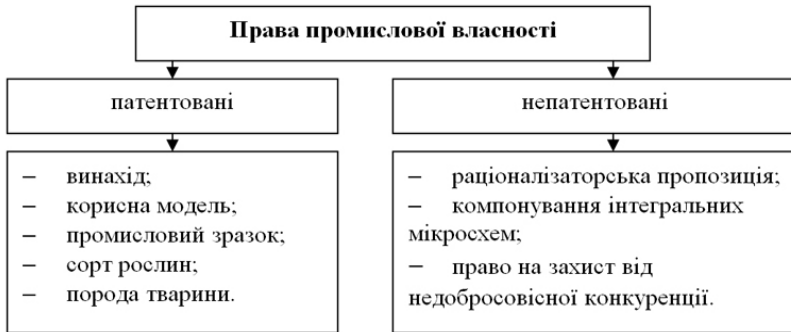 Права промислової власності
патентовані
непатентовані
– винахід;
– корисна модель;
– промисловий зразок;
– сорт рослин;
– порода тварини.
– раціоналізаторська пропозиція;
– компонування інтегральних
мікросхем;
– право на захист від
недобросовісної конкуренції.